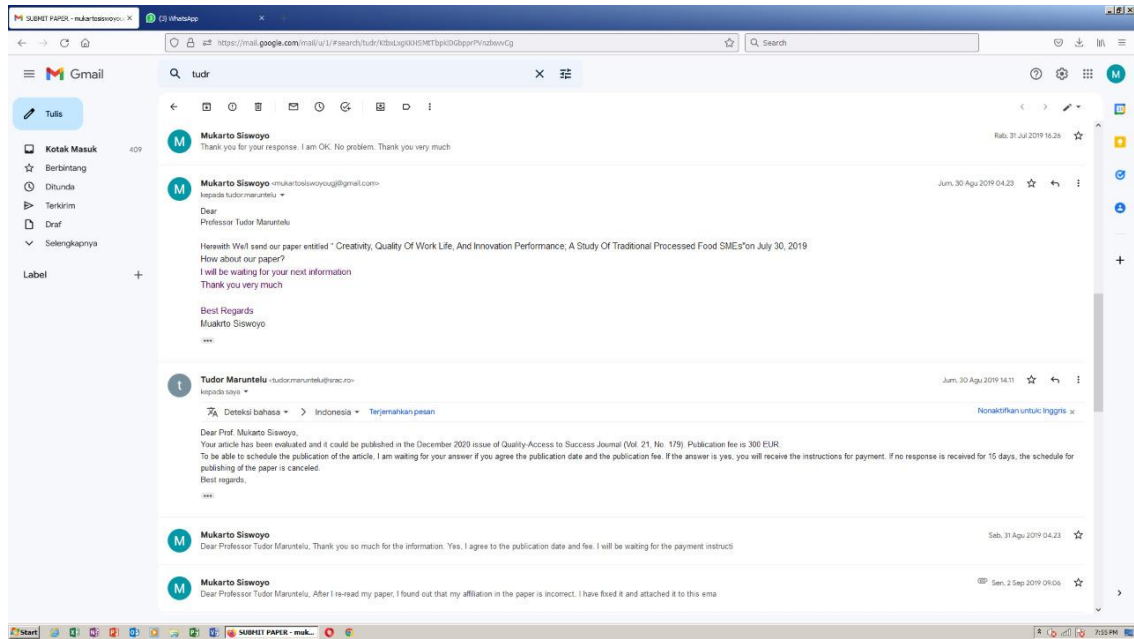 SUBMIT PAPER - mukartosiswoyou
(3) WhatsApp
https://mail.google.com/mail/u/1/#search/tudr/
Search
Gmail
tudr
Tulis
Kotak Masuk 409
Berbintang
Ditunda
Terkirim
Draf
Selengkapnya
Label
Mukarto Siswoyo Rab, 31 Jul 2019 16.26
Thank you for your response. I am OK. No problem. Thank you very much
Mukarto Siswoyo <mukartosiswoyougj@gmail.com> Jum, 30 Agu 2019 04.23
kepada tudor.maruntelu
Dear
Professor Tudor Maruntelu
Herewith We/I send our paper entitled " Creativity, Quality Of Work Life, And Innovation Performance; A Study Of Traditional Processed Food SMEs"on July 30, 2019
How about our paper?
I will be waiting for your next information
Thank you very much
Best Regards
Muakrto Siswoyo
Tudor Maruntelu <tudor.maruntelu@srac.ro> Jum, 30 Agu 2019 14.11
kepada saya
Deteksi bahasa > Indonesia Terjemahkan pesan Nonaktifkan untuk: Inggris x
Dear Prof. Mukarto Siswoyo,
Your article has been evaluated and it could be published in the December 2020 issue of Quality-Access to Success Journal (Vol. 21, No. 179). Publication fee is 300 EUR.
To be able to schedule the publication of the article, I am waiting for your answer if you agree the publication date and the publication fee. If the answer is yes, you will receive the instructions for payment. If no response is received for 15 days, the schedule for
publishing of the paper is canceled.
Best regards,
Mukarto Siswoyo Sab, 31 Agu 2019 04.23
Dear Professor Tudor Maruntelu, Thank you so much for the information. Yes, I agree to the publication date and fee. I will be waiting for the payment instructi
Mukarto Siswoyo Sen, 2 Sep 2019 09.06
Dear Professor Tudor Maruntelu, After I re-read my paper, I found out that my affiliation in the paper is incorrect. I have fixed it and attached it to this ema
Start SUBMIT PAPER - muk... 7:55 PM